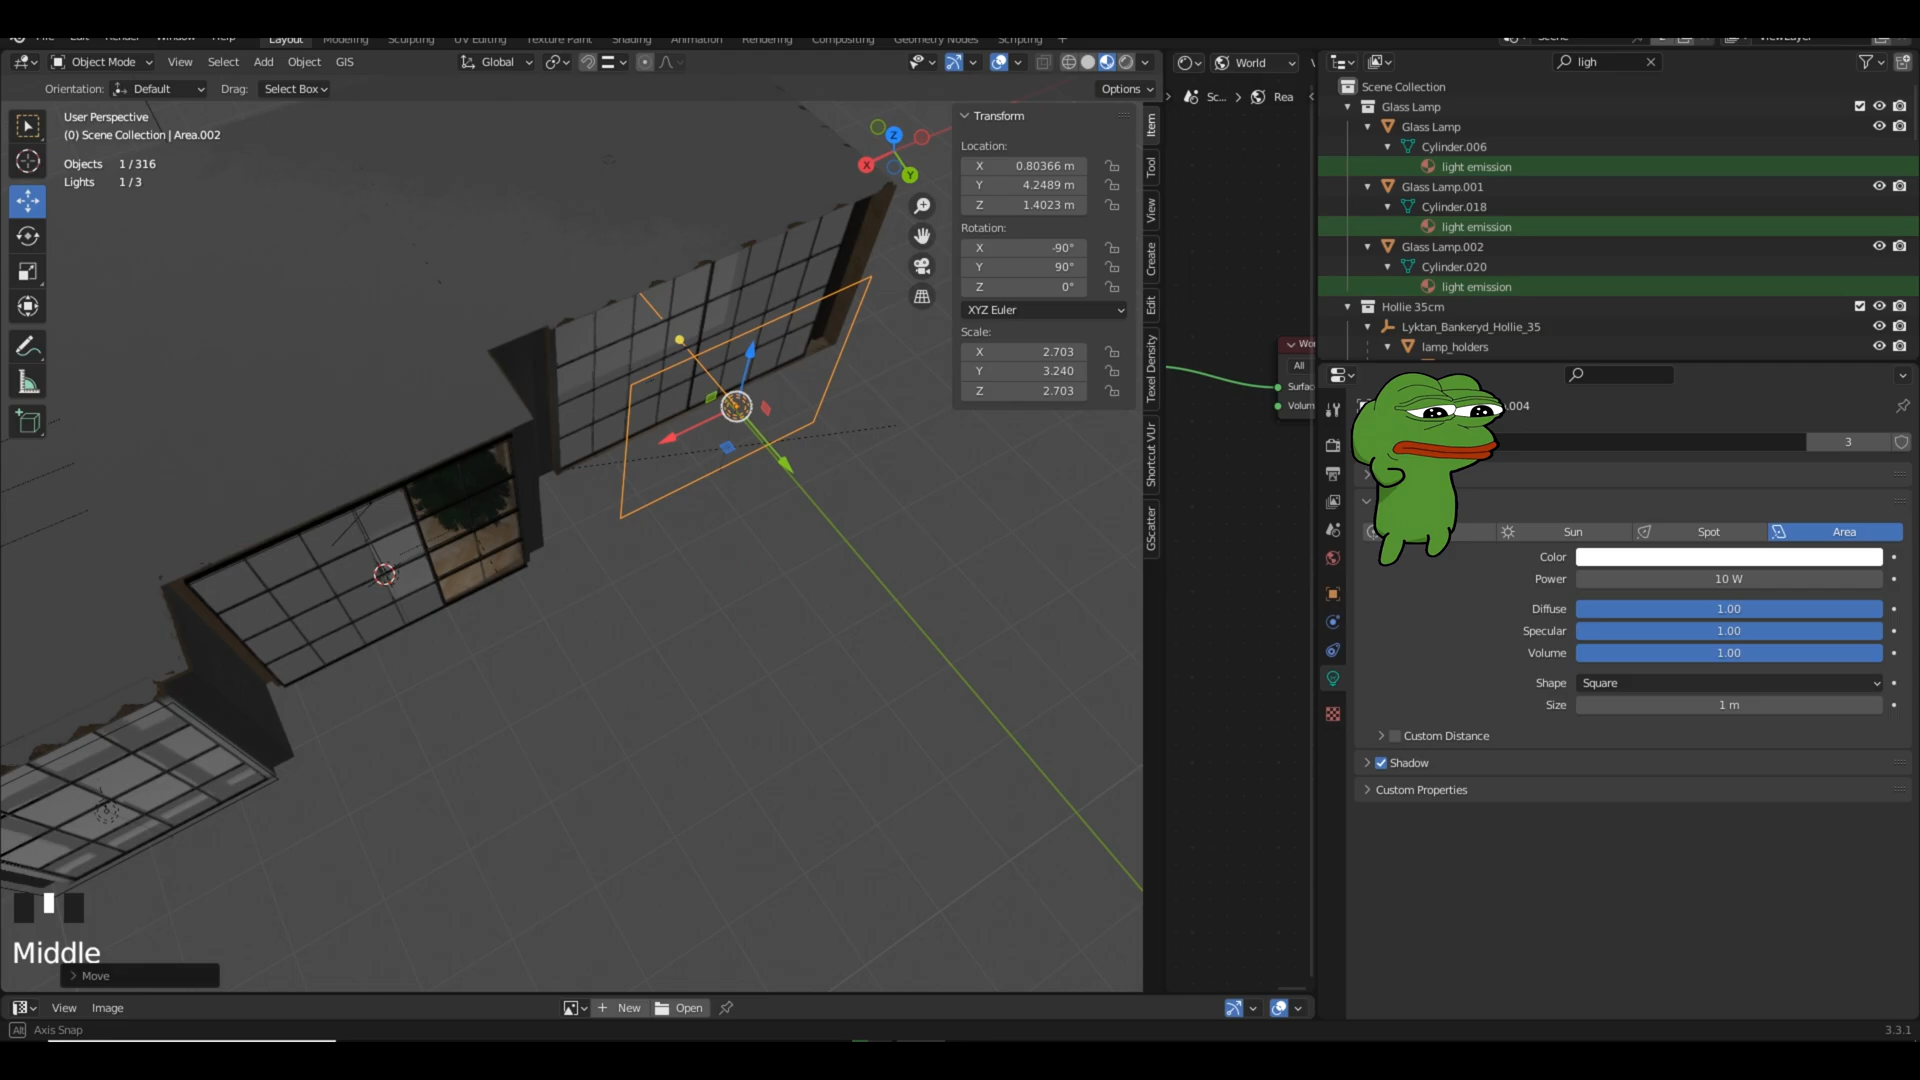 File Edit Render Window Help Layout Modeling Sculpting UV Editing Texture Paint Shading Animation Rendering Compositing Geometry Nodes Scripting + Scene ViewLayer
Object Mode View Select Add Object GIS Global World ligh
Orientation: Default Drag: Select Box Options Sc... Rea
User Perspective
(0) Scene Collection | Area.002
Objects 1 / 316
Lights 1 / 3
Transform
Location:
X 0.80366 m
Y 4.2489 m
Z 1.4023 m
Rotation:
X -90°
Y 90°
Z 0°
XYZ Euler
Scale:
X 2.703
Y 3.240
Z 2.703
Z
X
Y
Item
Tool
View
Create
Edit
Texel Density
Shortcut VUr
GScatter
Wor
All
Surfac
Volum
Scene Collection
Glass Lamp
Glass Lamp
Cylinder.006
light emission
Glass Lamp.001
Cylinder.018
light emission
Glass Lamp.002
Cylinder.020
light emission
Hollie 35cm
Lyktan_Bankeryd_Hollie_35
lamp_holders
.004
3
Sun Spot Area
Color
Power 10 W
Diffuse 1.00
Specular 1.00
Volume 1.00
Shape Square
Size 1 m
Custom Distance
Shadow
Custom Properties
Middle
Move
View Image New Open
Alt Axis Snap 3.3.1